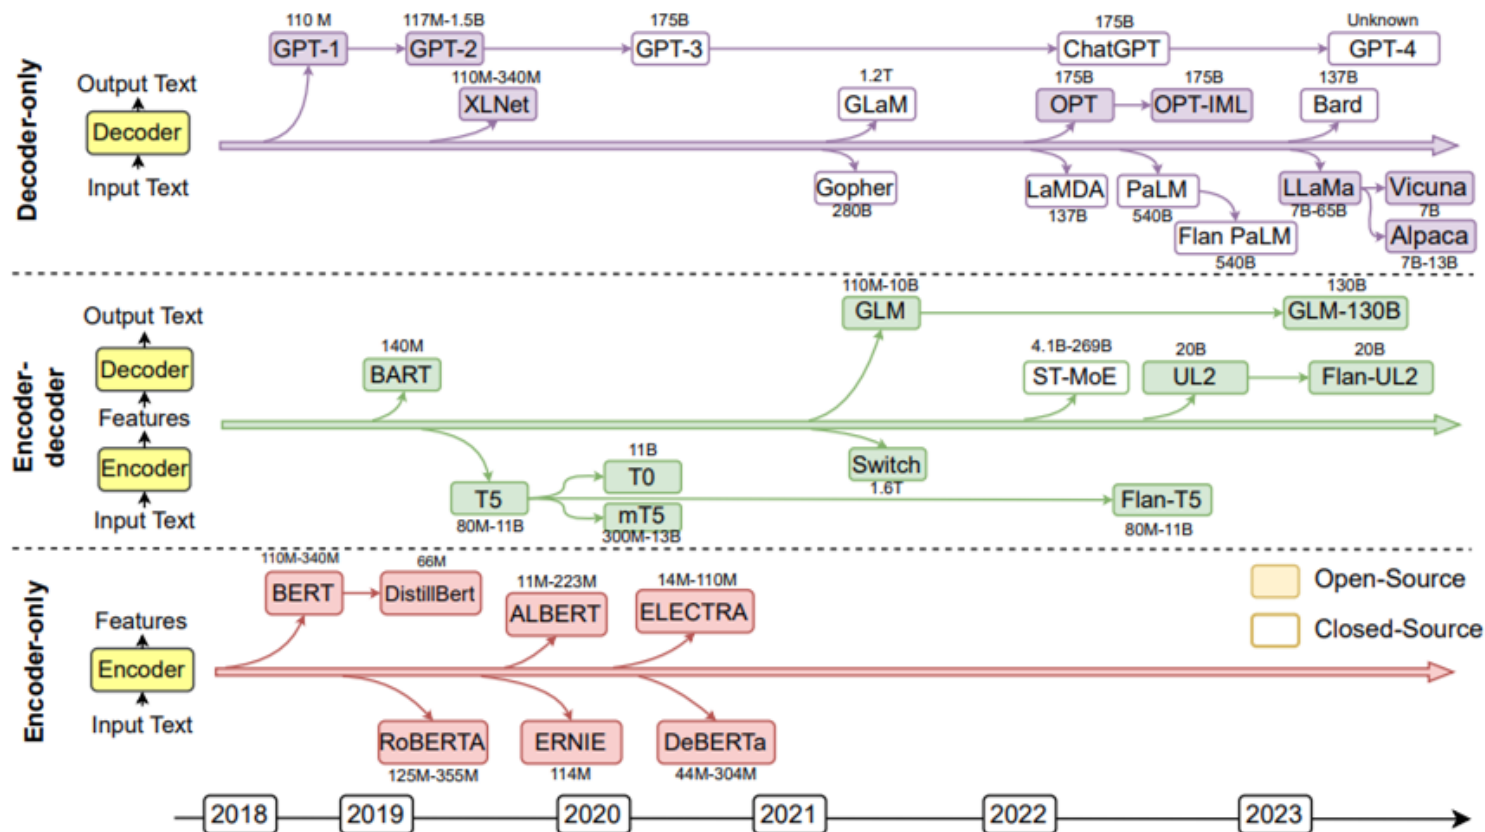 Decoder-only
Output Text
Decoder
Input Text
110 M
GPT-1
117M-1.5B
GPT-2
175B
GPT-3
175B
ChatGPT
Unknown
GPT-4
110M-340M
XLNet
1.2T
GLaM
175B
OPT
175B
OPT-IML
137B
Bard
Gopher
280B
LaMDA
137B
PaLM
540B
Flan PaLM
540B
LLaMa
7B-65B
Vicuna
7B
Alpaca
7B-13B
Encoder-
decoder
Output Text
Decoder
Features
Encoder
Input Text
110M-10B
GLM
130B
GLM-130B
140M
BART
4.1B-269B
ST-MoE
20B
UL2
20B
Flan-UL2
T5
80M-11B
11B
T0
mT5
300M-13B
Switch
1.6T
Flan-T5
80M-11B
Encoder-only
Features
Encoder
Input Text
110M-340M
BERT
66M
DistillBert
11M-223M
ALBERT
14M-110M
ELECTRA
RoBERTA
125M-355M
ERNIE
114M
DeBERTa
44M-304M
Open-Source
Closed-Source
2018
2019
2020
2021
2022
2023